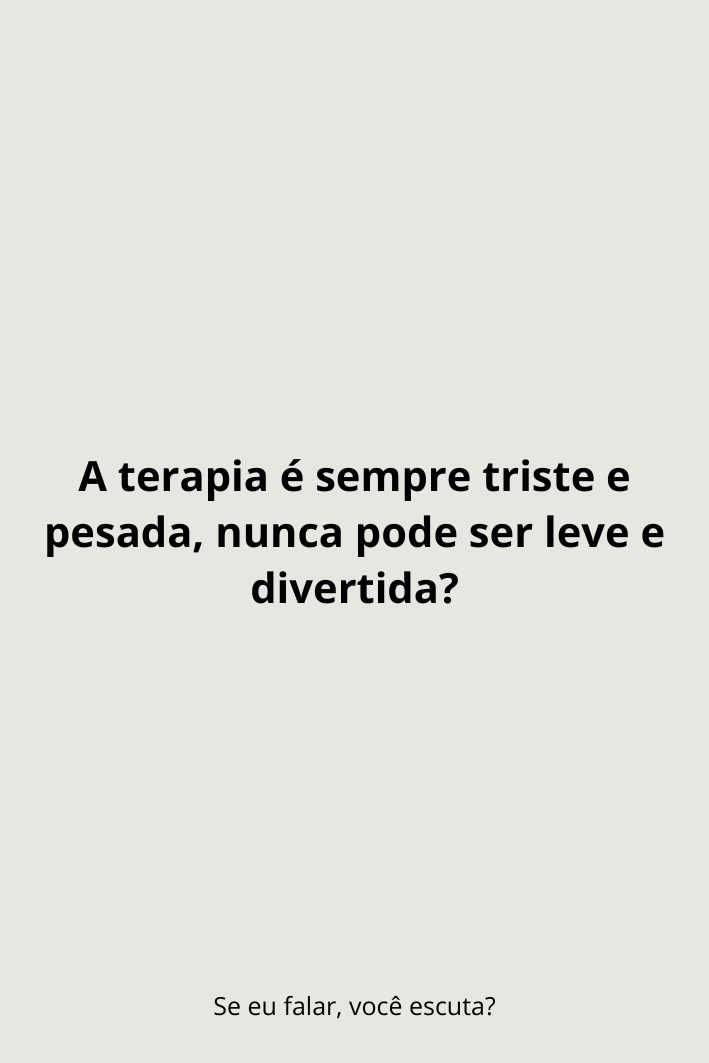 A terapia é sempre triste e
pesada, nunca pode ser leve e
divertida?
Se eu falar, você escuta?